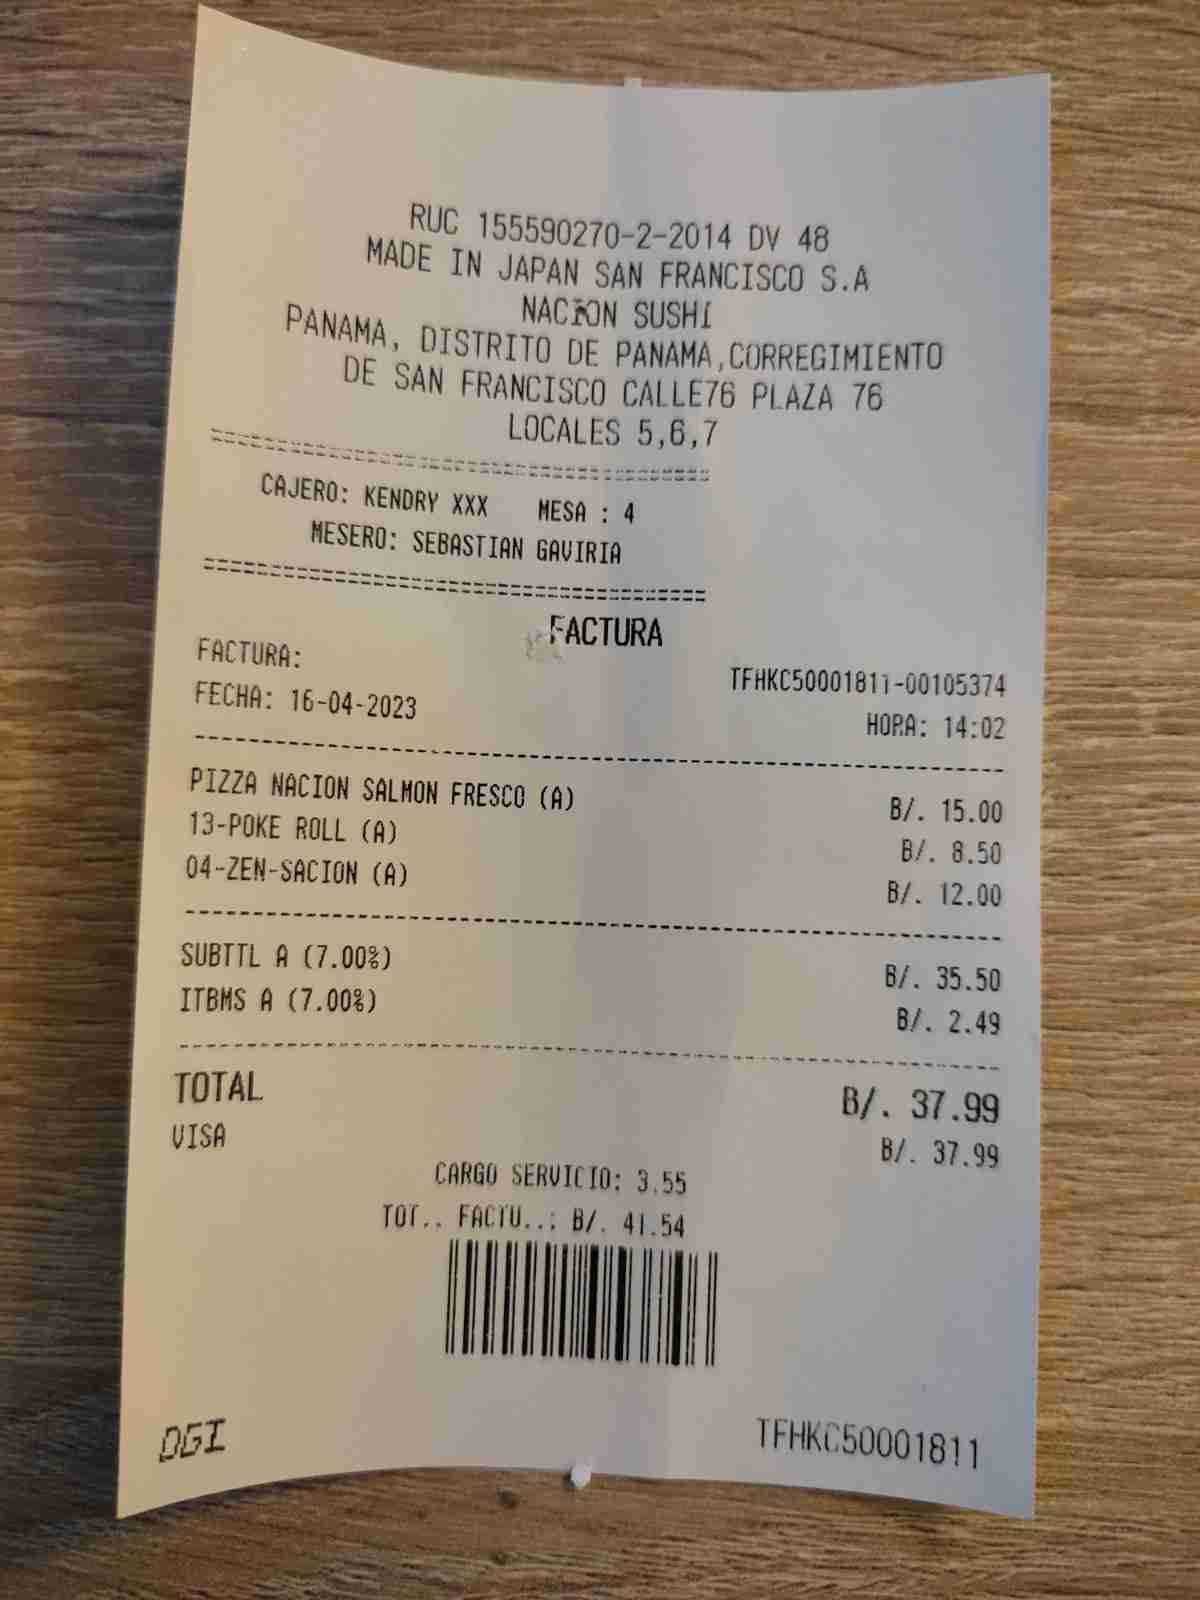 RUC 155590270-2-2014 DV 48
MADE IN JAPAN SAN FRANCISCO S.A
NACION SUSHI
PANAMA, DISTRITO DE PANAMA,CORREGIMIENTO
DE SAN FRANCISCO CALLE76 PLAZA 76
LOCALES 5,6,7
========================================
CAJERO: KENDRY XXX MESA : 4
MESERO: SEBASTIAN GAVIRIA
========================================
FACTURA
FACTURA: TFHKC50001811-00105374
FECHA: 16-04-2023 HORA: 14:02
PIZZA NACION SALMON FRESCO (A) B/. 15.00
13-POKE ROLL (A) B/. 8.50
04-ZEN-SACION (A) B/. 12.00
SUBTTL A (7.00%) B/. 35.50
ITBMS A (7.00%) B/. 2.49
TOTAL B/. 37.99
VISA B/. 37.99
CARGO SERVICIO: 3.55
TOT.. FACTU..: B/. 41.54
DGI TFHKC50001811